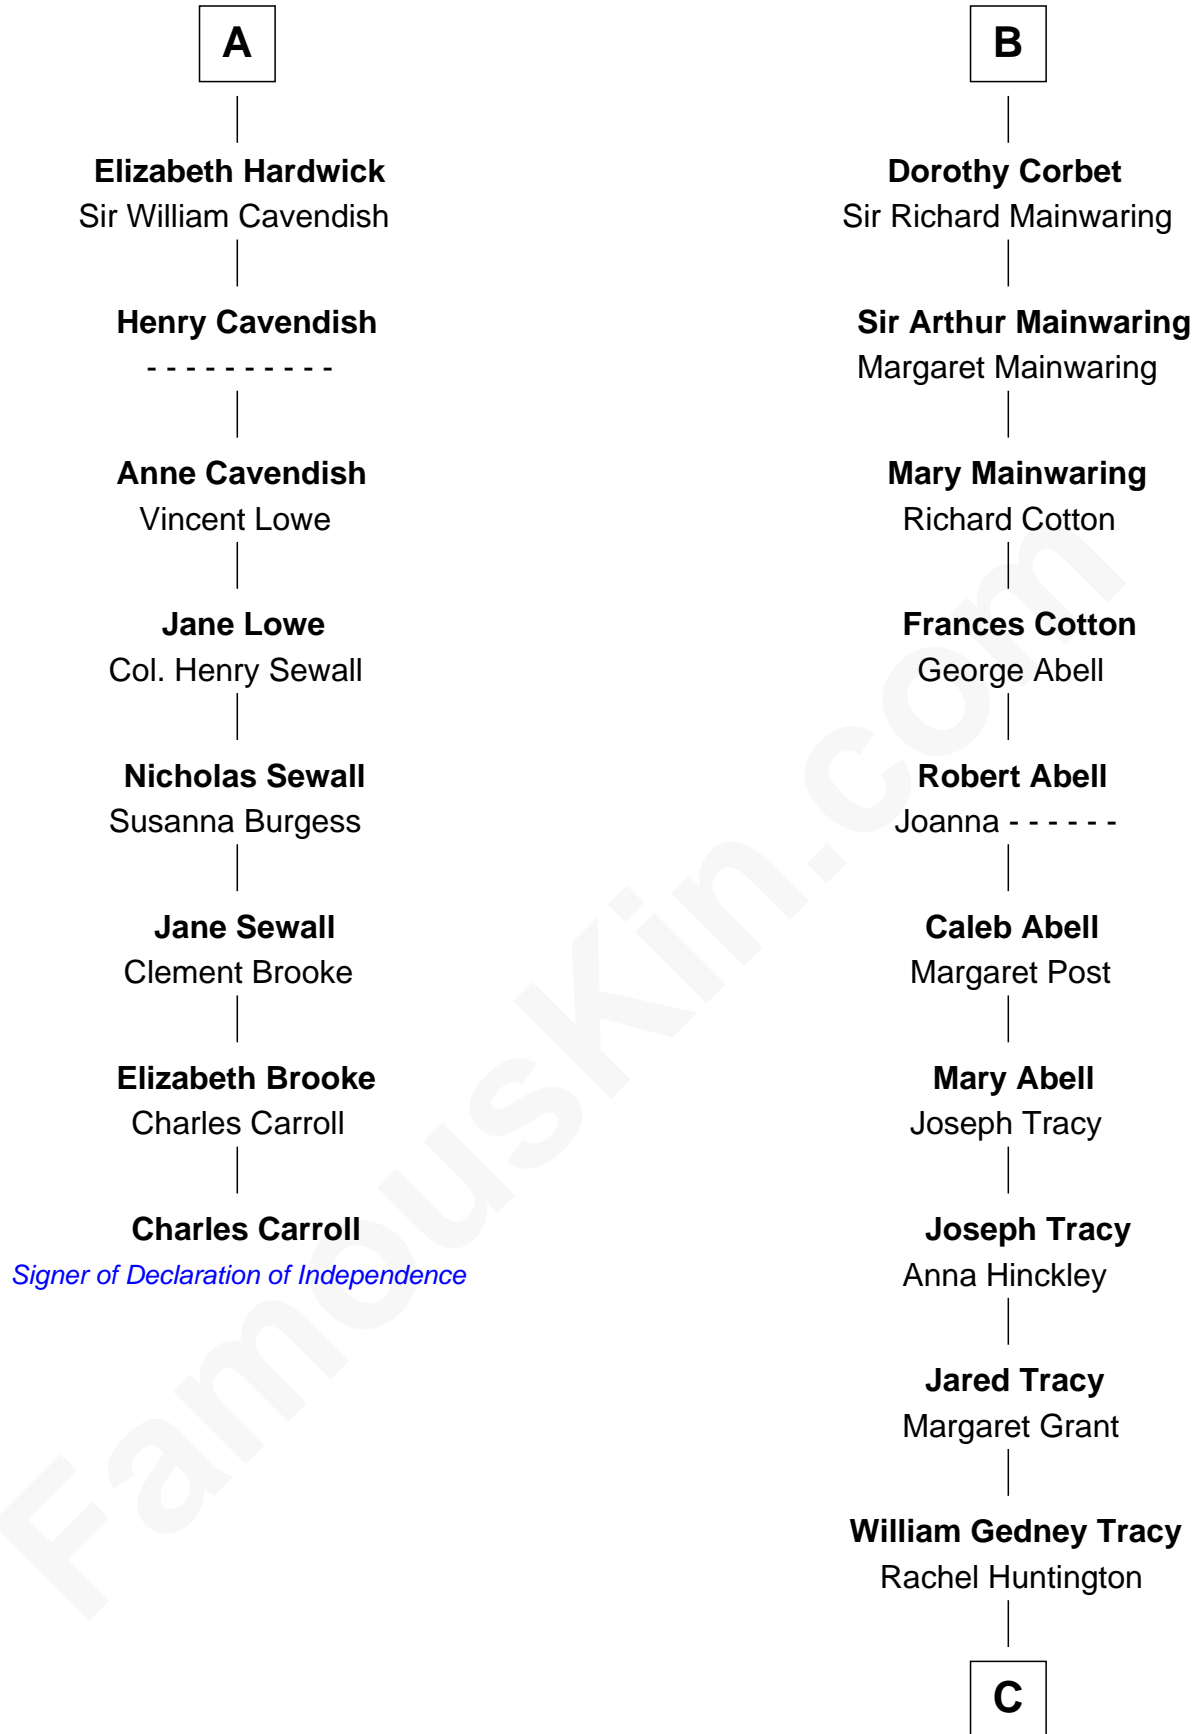 A
Elizabeth Hardwick
Sir William Cavendish
Henry Cavendish
- - - - - - - - - -
Anne Cavendish
Vincent Lowe
Jane Lowe
Col. Henry Sewall
Nicholas Sewall
Susanna Burgess
Jane Sewall
Clement Brooke
Elizabeth Brooke
Charles Carroll
Charles Carroll
Signer of Declaration of Independence
B
Dorothy Corbet
Sir Richard Mainwaring
Sir Arthur Mainwaring
Margaret Mainwaring
Mary Mainwaring
Richard Cotton
Frances Cotton
George Abell
Robert Abell
Joanna - - - - - -
Caleb Abell
Margaret Post
Mary Abell
Joseph Tracy
Joseph Tracy
Anna Hinckley
Jared Tracy
Margaret Grant
William Gedney Tracy
Rachel Huntington
C
FamousKin.com